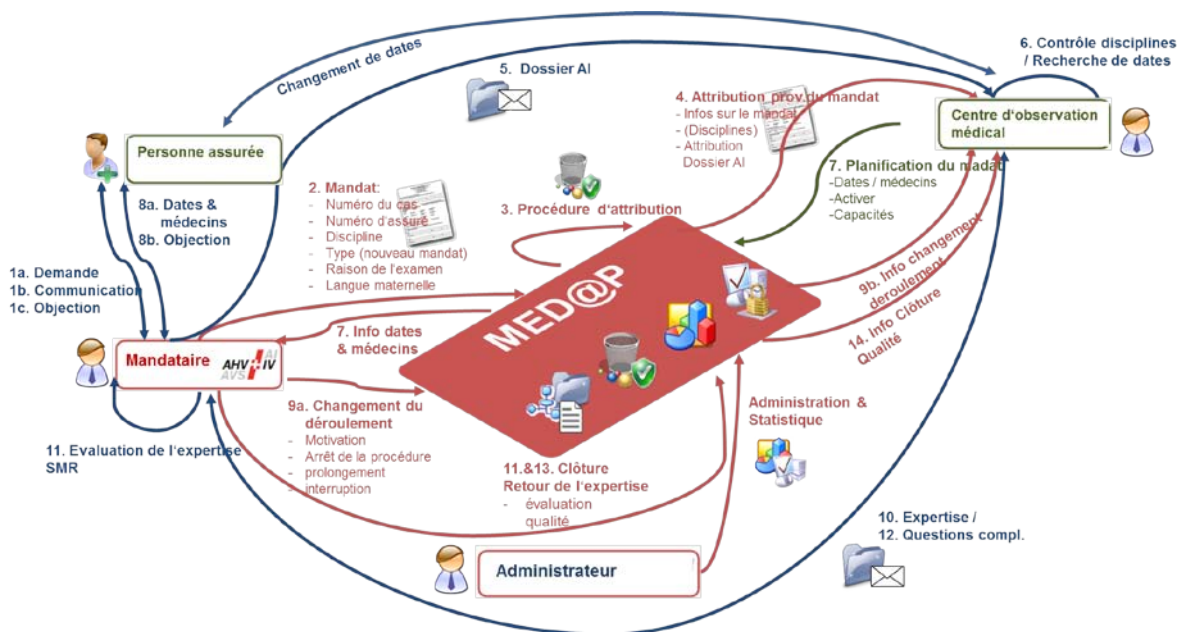 Changement de dates
5. Dossier AI
6. Contrôle disciplines
/ Recherche de dates
4. Attribution prov.du mandat
- Infos sur le mandat
- (Disciplines)
- Attribution
Dossier AI
Centre d'observation
médical
Personne assurée
7. Planification du madat
-Dates / médecins
-Activer
-Capacités
2. Mandat:
- Numéro du cas
- Numéro d'assuré
- Discipline
- Type (nouveau mandat)
- Raison de l'examen
- Langue maternelle
3. Procédure d'attribution
8a. Dates &
médecins
8b. Objection
1a. Demande
1b. Communication
1c. Objection
MED@P
9b. Info changement
deroulement
14. Info Clôture
Qualité
7. Info dates
& médecins
Mandataire
AHV IV
AVS AI
9a. Changement du
déroulement
- Motivation
- Arrêt de la procédure
- prolongement
- interruption
Administration &
Statistique
11. Evaluation de l'expertise
SMR
11.&13. Clôture
Retour de l'expertise
- évaluation
qualité
10. Expertise /
12. Questions compl.
Administrateur